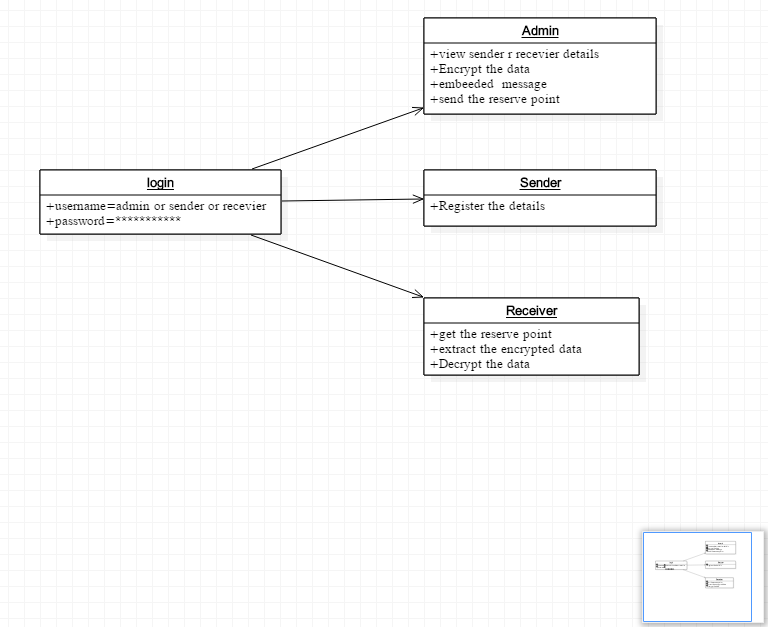 Admin
+view sender r recevier details
+Encrypt the data
+embeeded message
+send the reserve point
login
+username=admin or sender or recevier
+password=***********
Sender
+Register the details
Receiver
+get the reserve point
+extract the encrypted data
+Decrypt the data